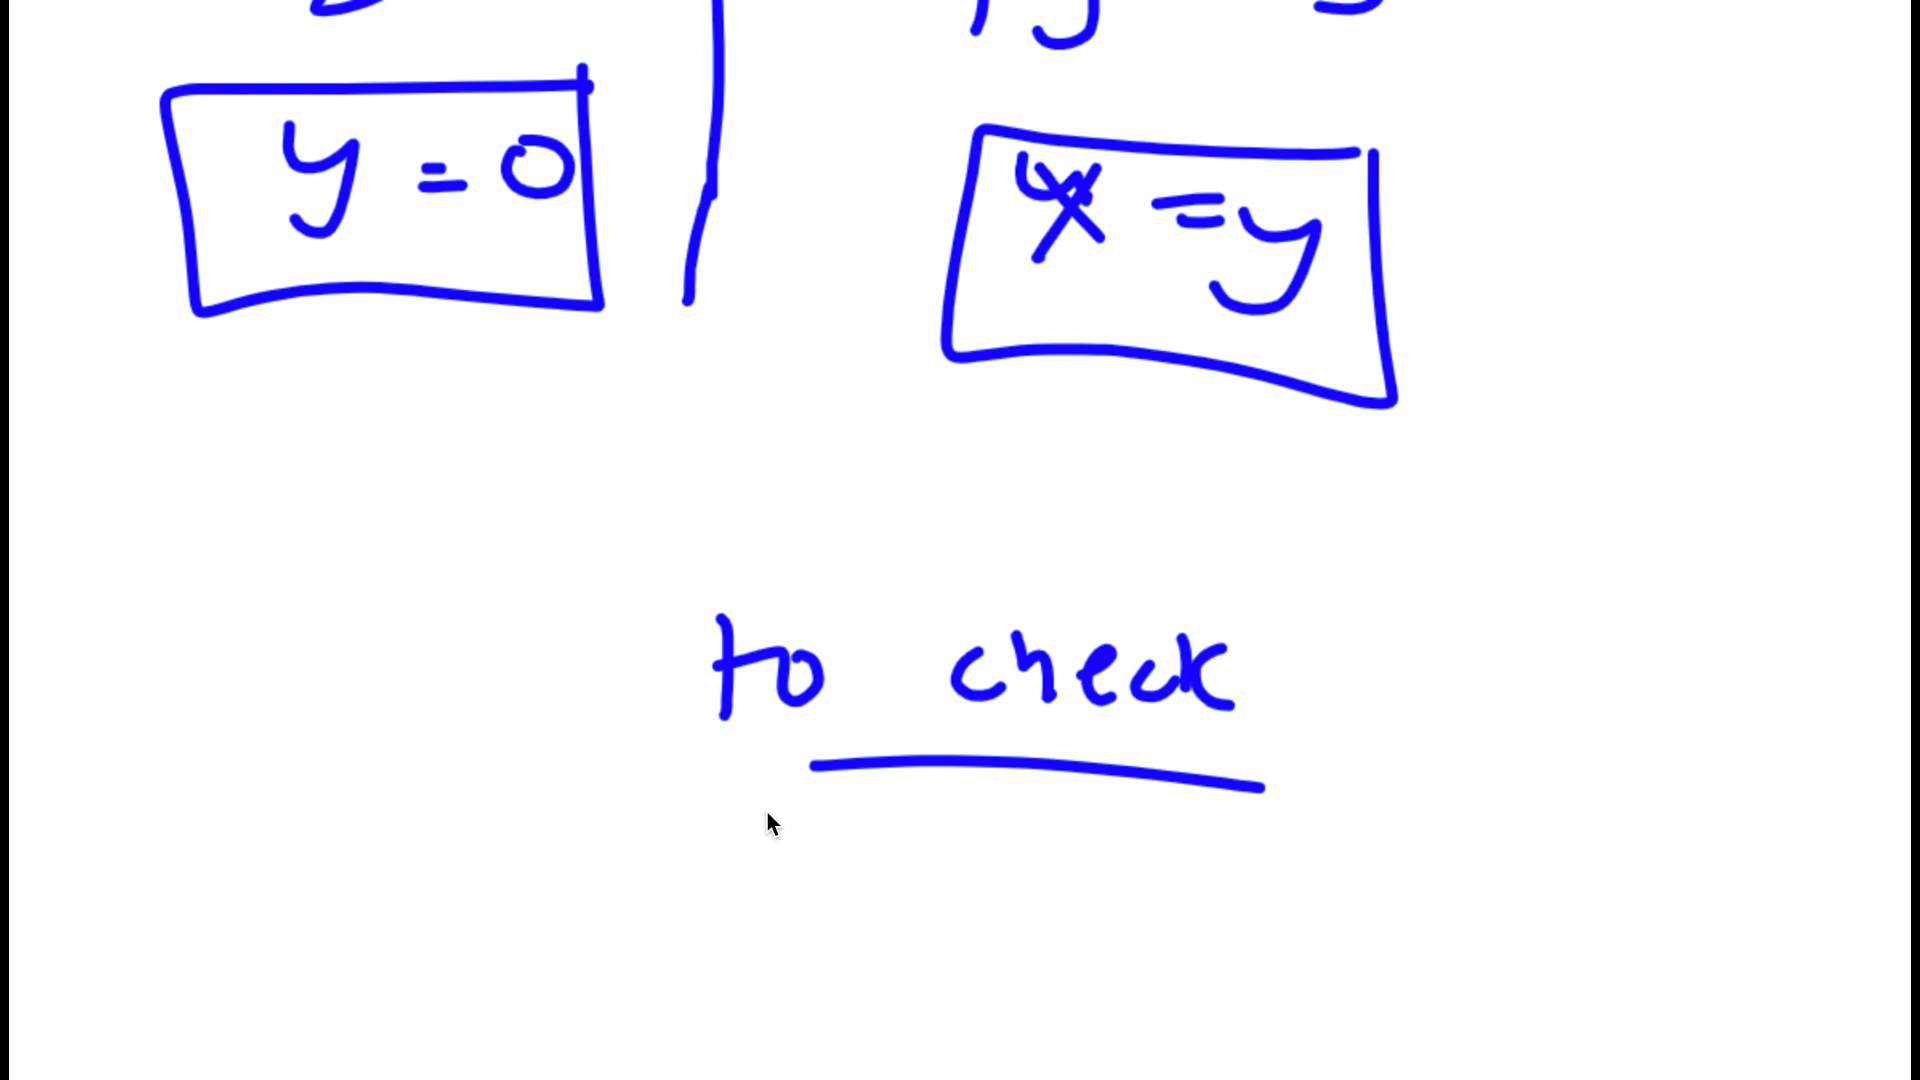 y = 0
x = y
to check